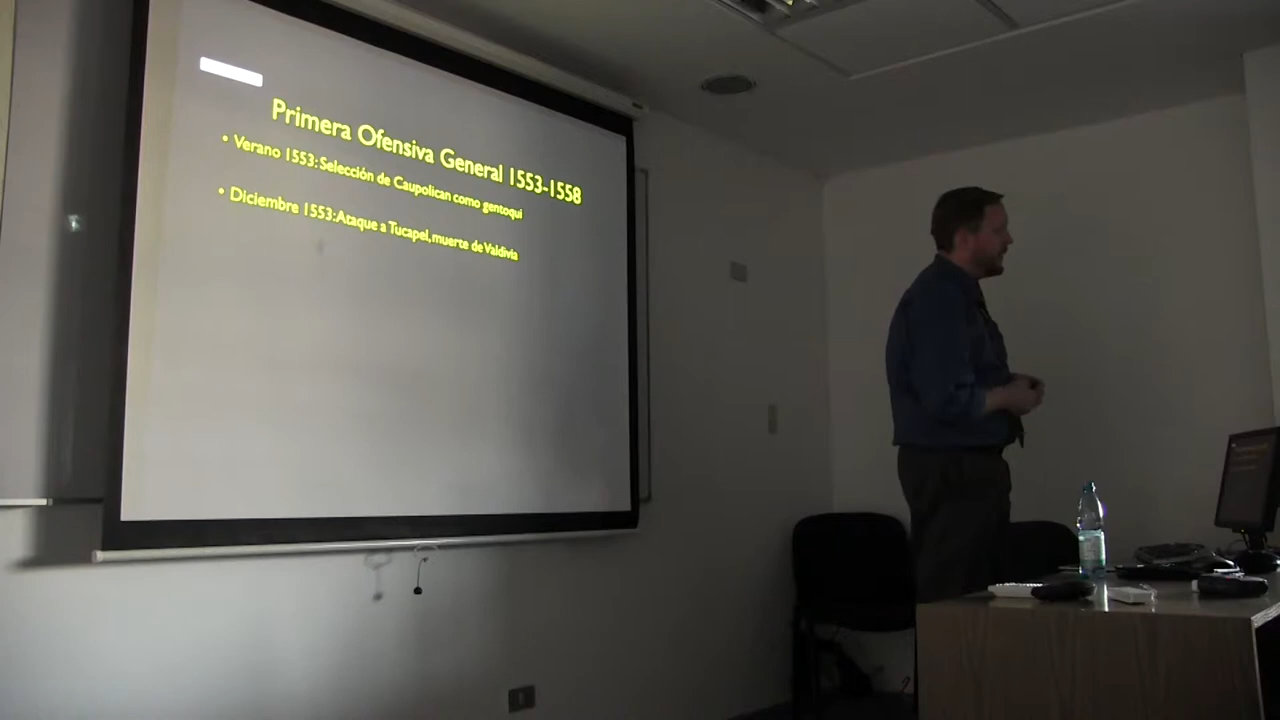 Primera Ofensiva General 1553-1558
• Verano 1553: Selección de Caupolican como gentoqui
• Diciembre 1553: Ataque a Tucapel, muerte de Valdivia